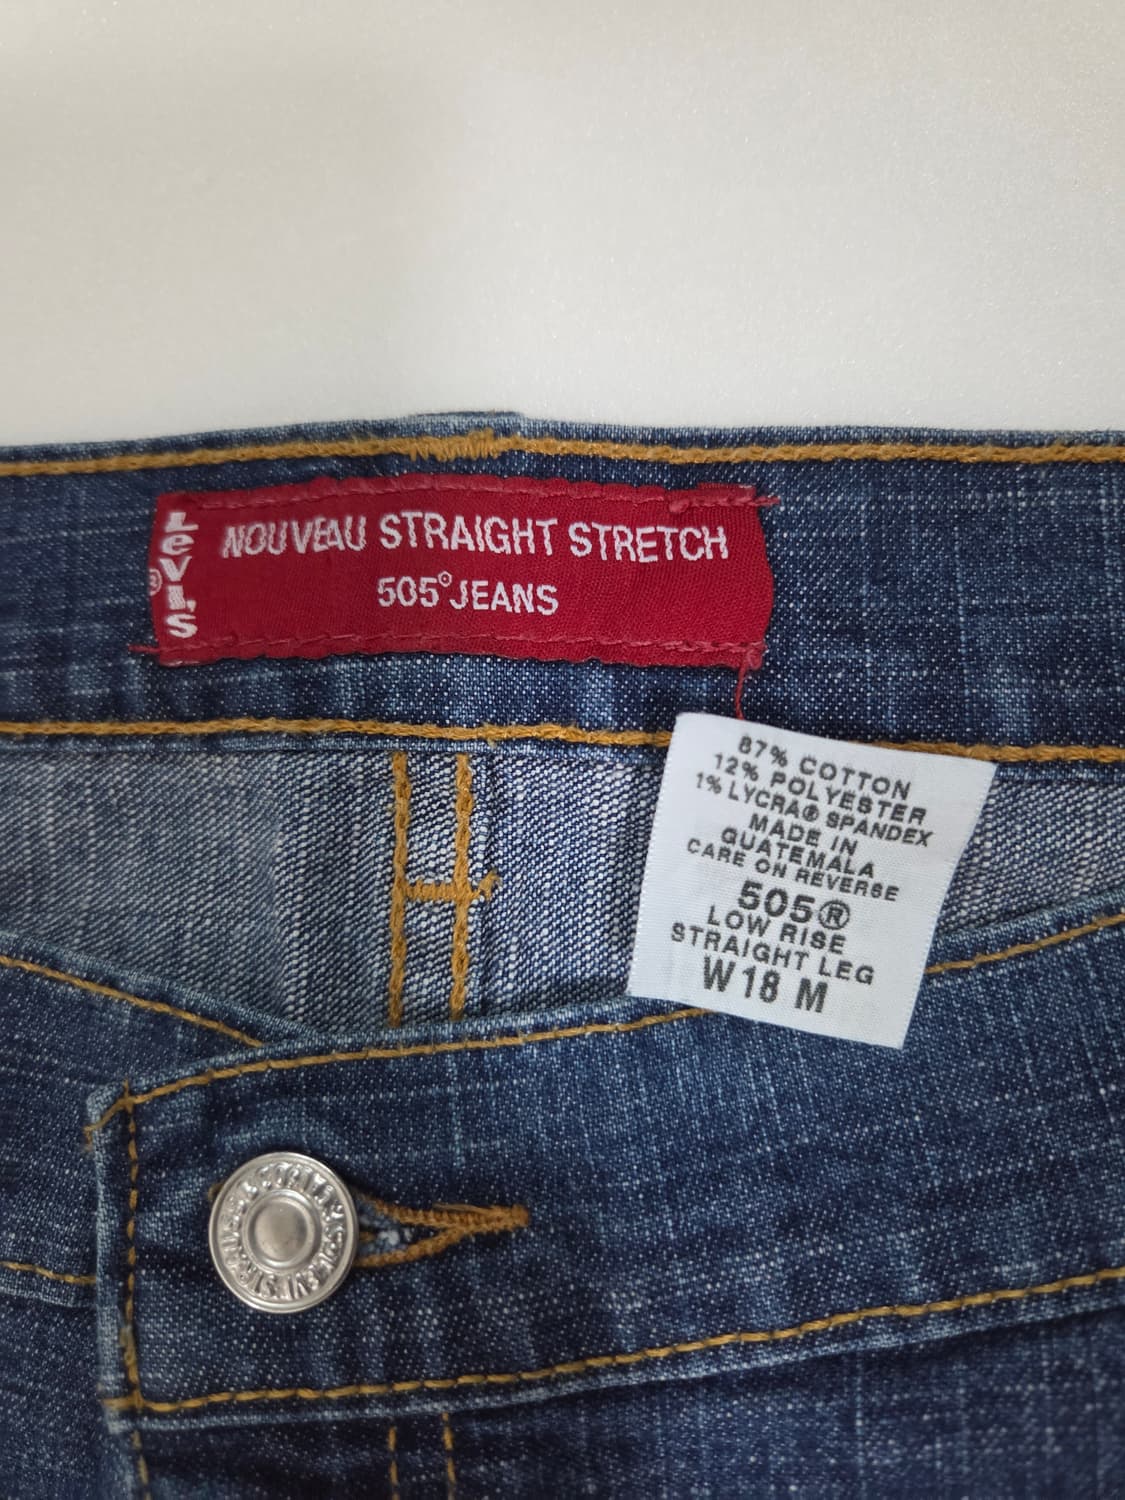 LEVI'S
NOUVEAU STRAIGHT STRETCH
505® JEANS
87% COTTON
12% POLYESTER
1% LYCRA® SPANDEX
MADE IN
GUATEMALA
CARE ON REVERSE
505®
LOW RISE
STRAIGHT LEG
W 18 M